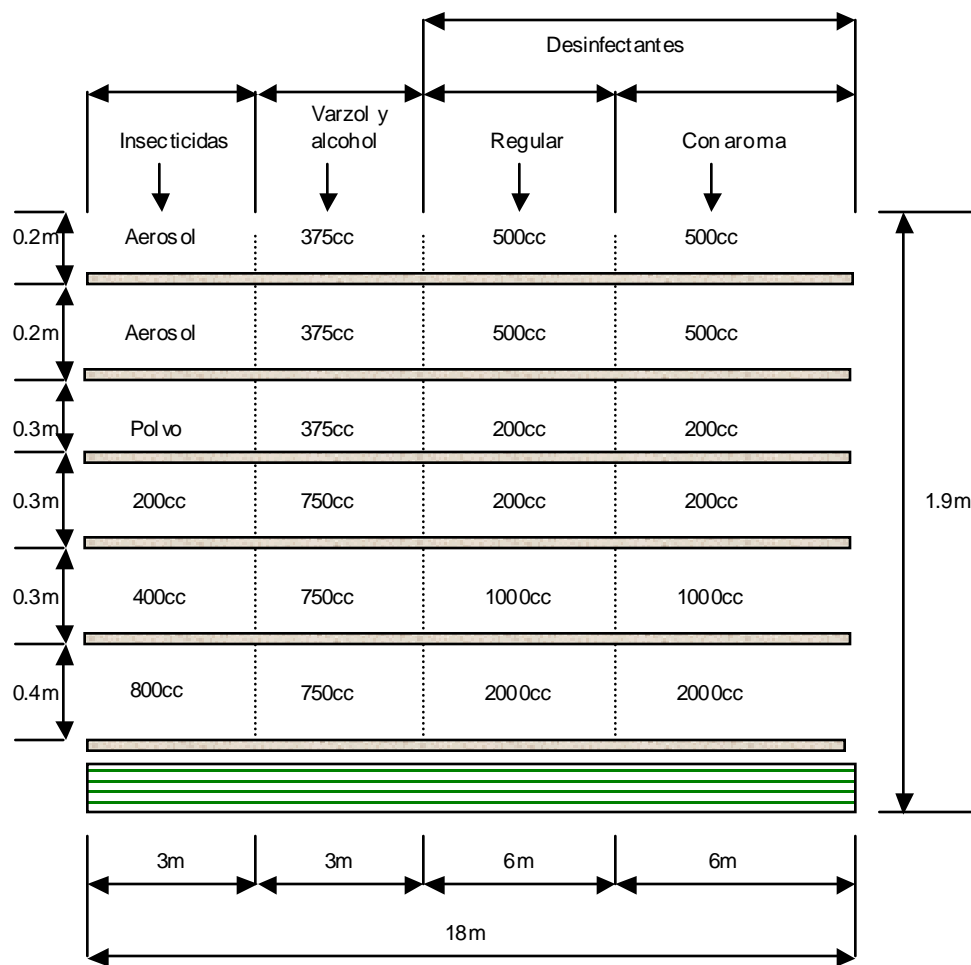 Desinfectantes
Varzol y
alcohol
Insecticidas
Regular
Con aroma
0.2m
Aerosol
375cc
500cc
500cc
0.2m
Aerosol
375cc
500cc
500cc
0.3m
Polvo
375cc
200cc
200cc
0.3m
200cc
750cc
200cc
200cc
1.9m
0.3m
400cc
750cc
1000cc
1000cc
0.4m
800cc
750cc
2000cc
2000cc
3m
3m
6m
6m
18m